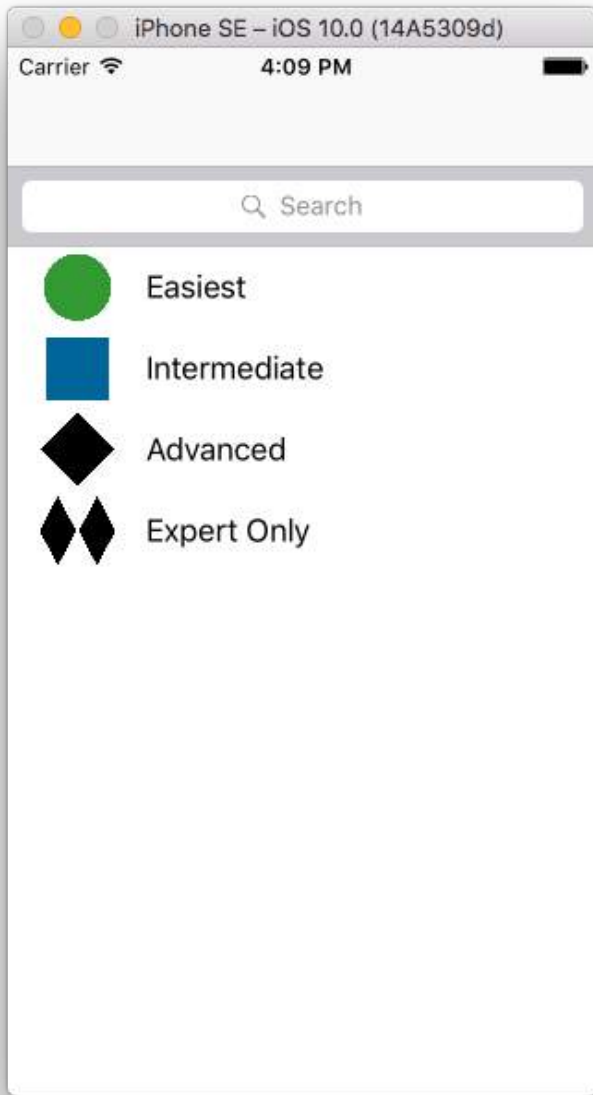 iPhone SE – iOS 10.0 (14A5309d)
Carrier 4:09 PM
Search
Easiest
Intermediate
Advanced
Expert Only